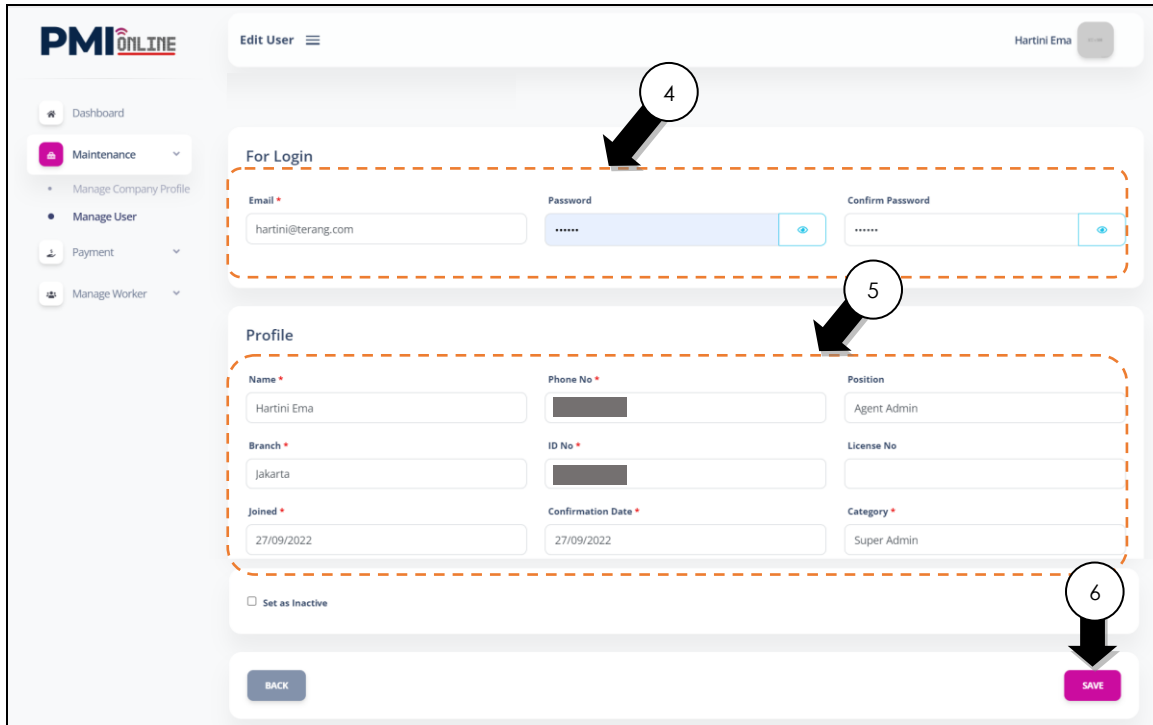 PMI ONLINE
Edit User
Hartini Ema
4
Dashboard
Maintenance
Manage Company Profile
Manage User
Payment
Manage Worker
For Login
Email * Password Confirm Password
hartini@terang.com •••••• ••••••
5
Profile
Name * Phone No * Position
Hartini Ema Agent Admin
Branch * ID No * License No
Jakarta
Joined * Confirmation Date * Category *
27/09/2022 27/09/2022 Super Admin
6
Set as Inactive
BACK SAVE